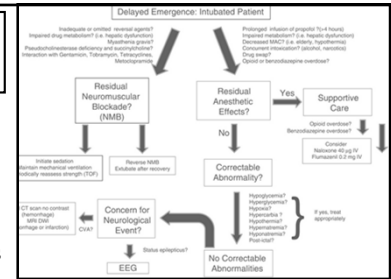 Delayed Emergence: Intubated Patient
Inadequate or omitted reversal agents?
Impaired drug metabolism? (i.e. hepatic dysfunction)
Myasthenia gravis?
Pseudocholinesterase deficiency and succinylcholine?
Interaction with Gentamicin, Tobramycin, Tetracyclines,
Metoclopramide
Prolonged infusion of propofol (?>4 hours)
Impaired metabolism? (i.e. hepatic dysfunction)
Decreased MAC? (i.e. elderly, hypothermia)
Concurrent intoxication? (alcohol, narcotics)
Drug swap?
Opioid or benzodiazepine overdose?
Residual
Neuromuscular
Blockade?
(NMB)
Residual
Anesthetic
Effects?
Yes
Supportive
Care
No
Opioid overdose?
Benzodiazepine overdose?
Consider
Naloxone 40 µg IV
Flumazenil 0.2 mg IV
Initiate sedation
Maintain mechanical ventilation
Periodically reassess strength (TOF)
Reverse NMB
Extubate after recovery
Correctable
Abnormality?
Hypoglycemia?
Hyperglycemia?
Hypoxia?
Hypercarbia ?
Hypothermia?
Hypernatremia?
Hyponatremia?
Post-ictal?
If yes, treat
appropriately
CT scan no contrast
(hemorrhage)
MRI DWI
(hemorrhage or infarction)
CVA?
Concern for
Neurological
Event?
Status epilepticus?
EEG
No Correctable
Abnormalities